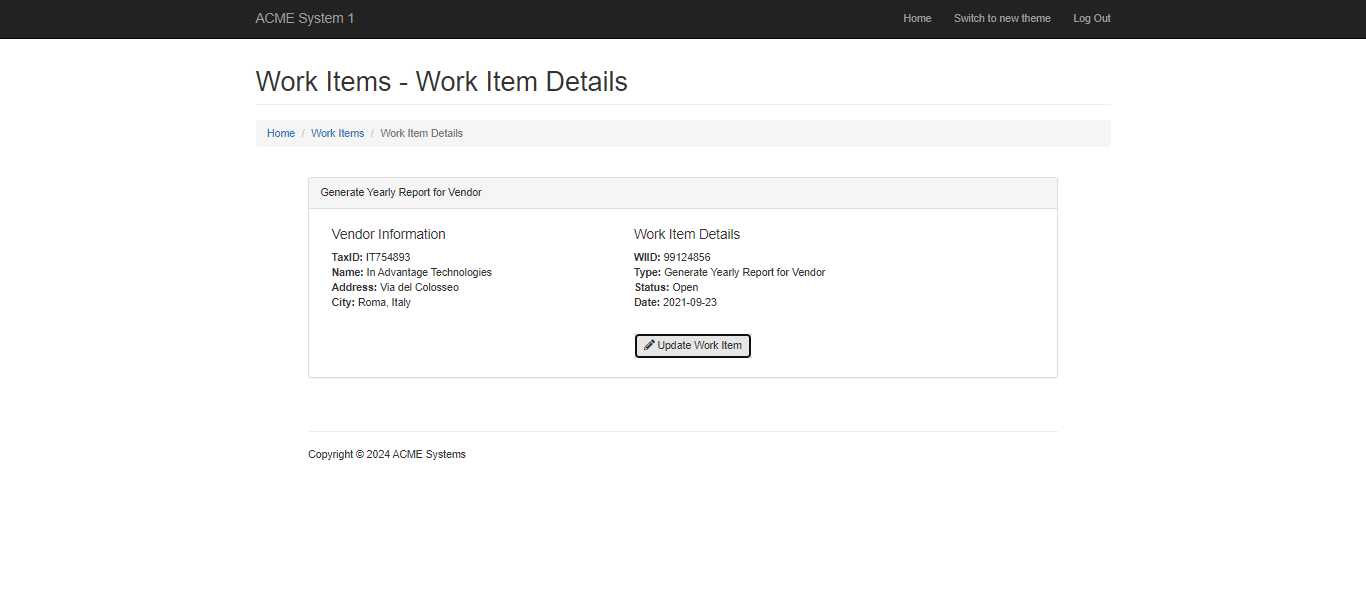 ACME System 1 Home Switch to new theme Log Out
Work Items - Work Item Details
Home / Work Items / Work Item Details
Generate Yearly Report for Vendor
Vendor Information
TaxID: IT754893
Name: In Advantage Technologies
Address: Via del Colosseo
City: Roma, Italy
Work Item Details
WIID: 99124856
Type: Generate Yearly Report for Vendor
Status: Open
Date: 2021-09-23
Update Work Item
Copyright © 2024 ACME Systems